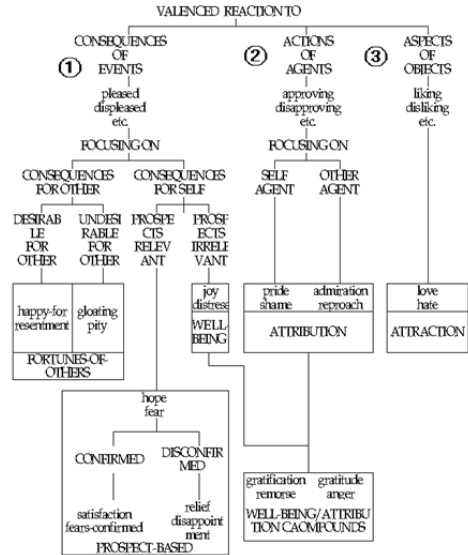 VALENCED REACTION TO
CONSEQUENCES
OF
EVENTS
1
pleased
displeased
etc.
FOCUSING ON
CONSEQUENCES
FOR OTHER
CONSEQUENCES
FOR SELF
DESIRAB
LE
FOR
OTHER
UNDESI
RABLE
FOR
OTHER
PROSPE
CTS
RELEV
ANT
PROSP
ECTS
IRRELE
VANT
happy-for
resentment
gloating
pity
FORTUNES-OF-
OTHERS
joy
distress
WELL-
BEING
hope
fear
CONFIRMED
DISCONFIR
MED
satisfaction
fears-confirmed
relief
disappoint
ment
PROSPECT-BASED
2
ACTIONS
OF
AGENTS
approving
disapproving
etc.
FOCUSING ON
SELF
AGENT
OTHER
AGENT
pride
shame
admiration
reproach
ATTRIBUTION
gratification
remorse
gratitude
anger
WELL-BEING/ATTRIBU
TION CAOMPOUNDS
3
ASPECTS
OF
OBJECTS
liking
disliking
etc.
love
hate
ATTRACTION